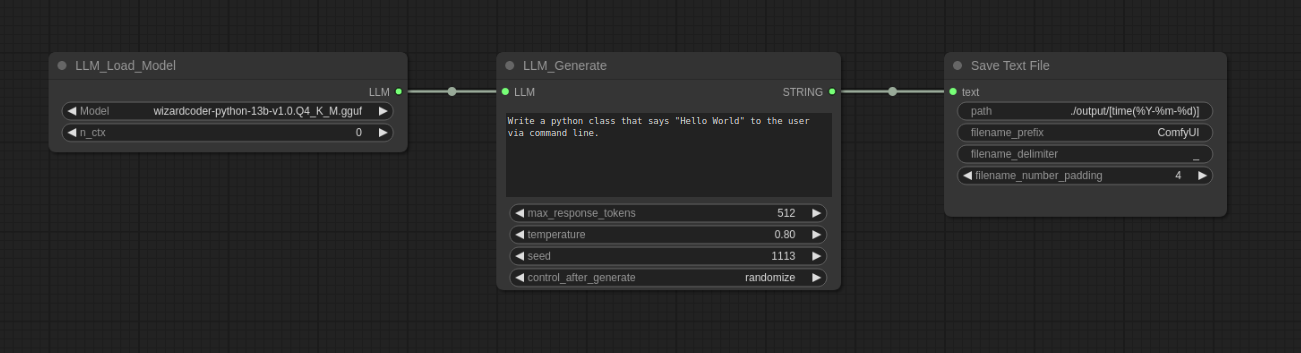 LLM_Load_Model
LLM
Model wizardcoder-python-13b-v1.0.Q4_K_M.gguf
n_ctx 0
LLM_Generate
LLM STRING
Write a python class that says "Hello World" to the user
via command line.
max_response_tokens 512
temperature 0.80
seed 1113
control_after_generate randomize
Save Text File
text
path ./output/[time(%Y-%m-%d)]
filename_prefix ComfyUI
filename_delimiter _
filename_number_padding 4